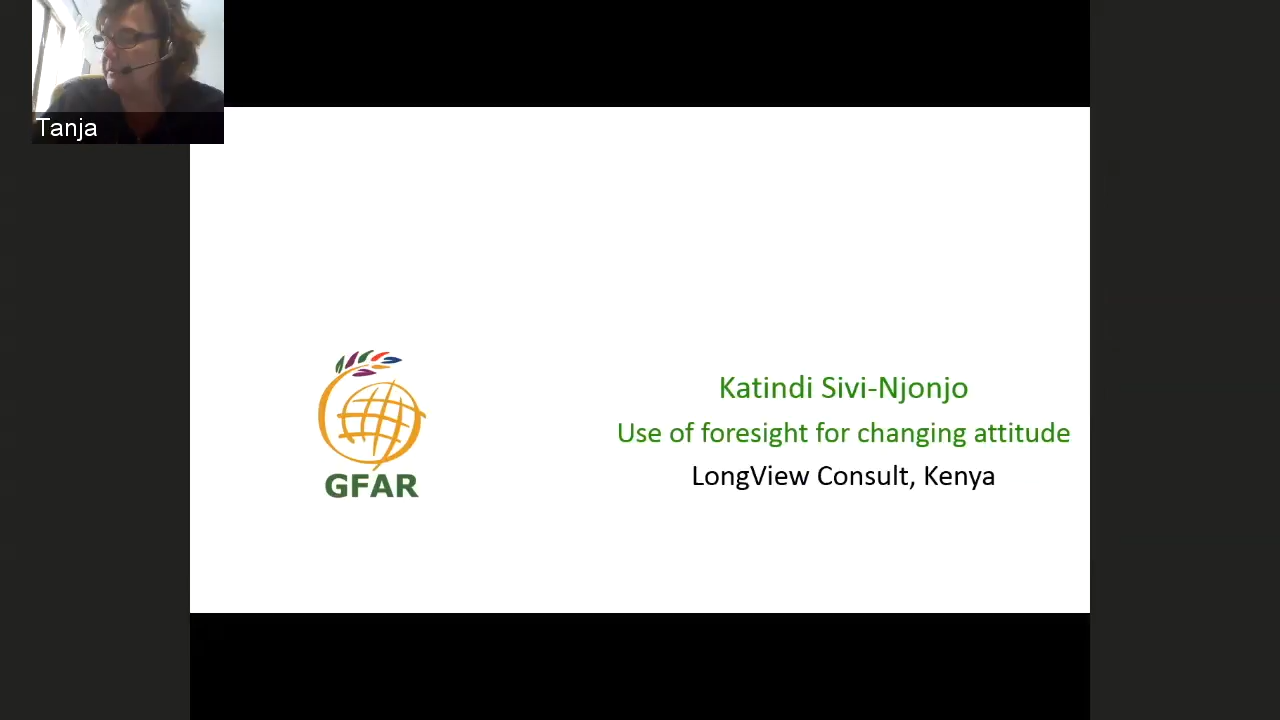 Tanja
Katindi Sivi-Njonjo
Use of foresight for changing attitude
LongView Consult, Kenya
GFAR